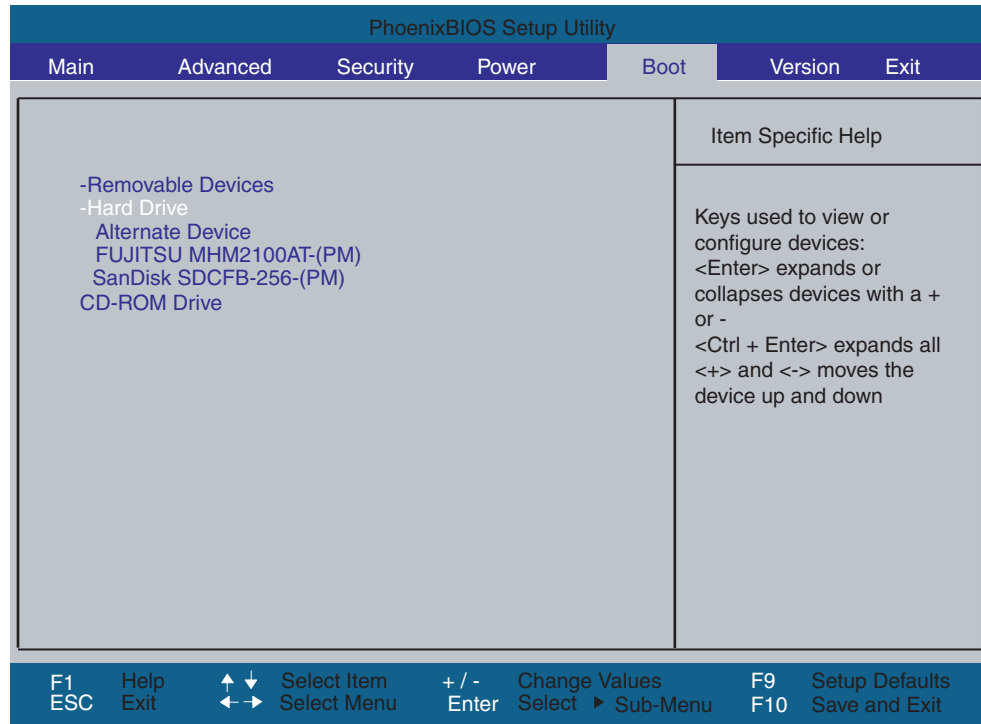 PhoenixBIOS Setup Utility
Main Advanced Security Power Boot Version Exit
Item Specific Help
-Removable Devices
-Hard Drive
Alternate Device
FUJITSU MHM2100AT-(PM)
SanDisk SDCFB-256-(PM)
CD-ROM Drive
Keys used to view or
configure devices:
<Enter> expands or
collapses devices with a +
or -
<Ctrl + Enter> expands all
<+> and <-> moves the
device up and down
F1 Help Select Item + / - Change Values F9 Setup Defaults
ESC Exit Select Menu Enter Select Sub-Menu F10 Save and Exit